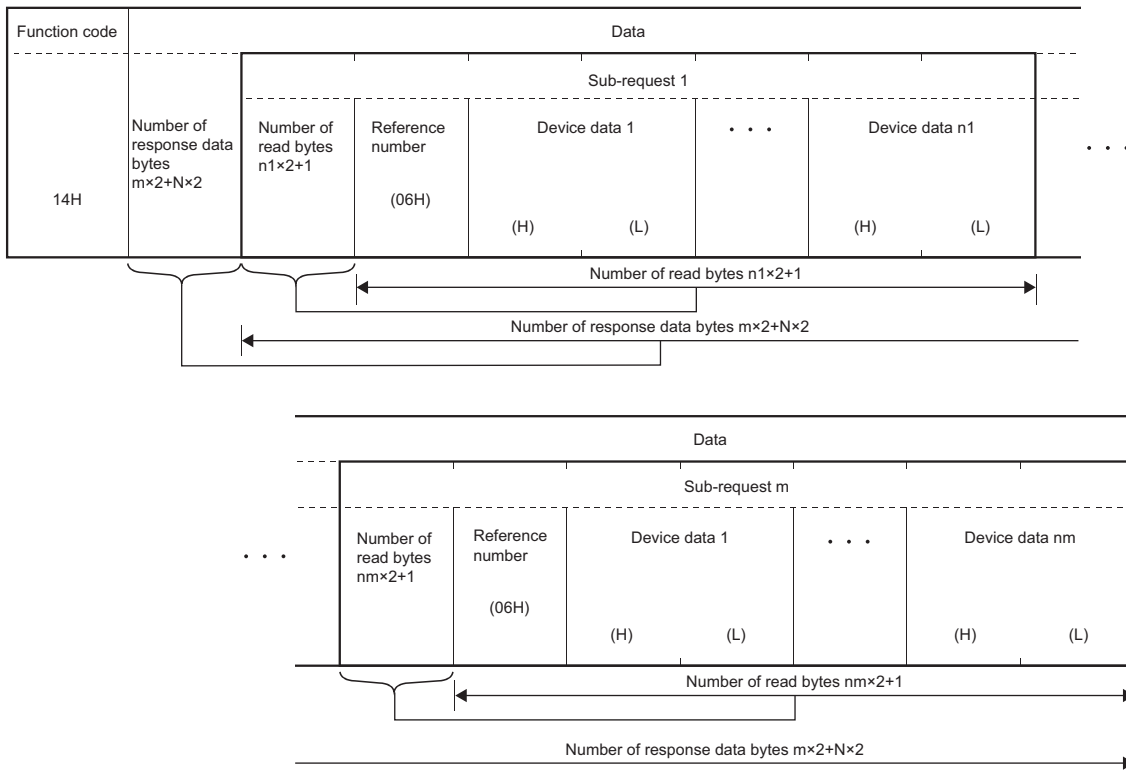 Function code
Data
Sub-request 1
Number of
response data
bytes
m×2+N×2
Number of
read bytes
n1×2+1
Reference
number
Device data 1
· · ·
Device data n1
· · ·
14H
(06H)
(H)
(L)
(H)
(L)
Number of read bytes n1×2+1
Number of response data bytes m×2+N×2
Data
Sub-request m
· · ·
Number of
read bytes
nm×2+1
Reference
number
Device data 1
· · ·
Device data nm
(06H)
(H)
(L)
(H)
(L)
Number of read bytes nm×2+1
Number of response data bytes m×2+N×2